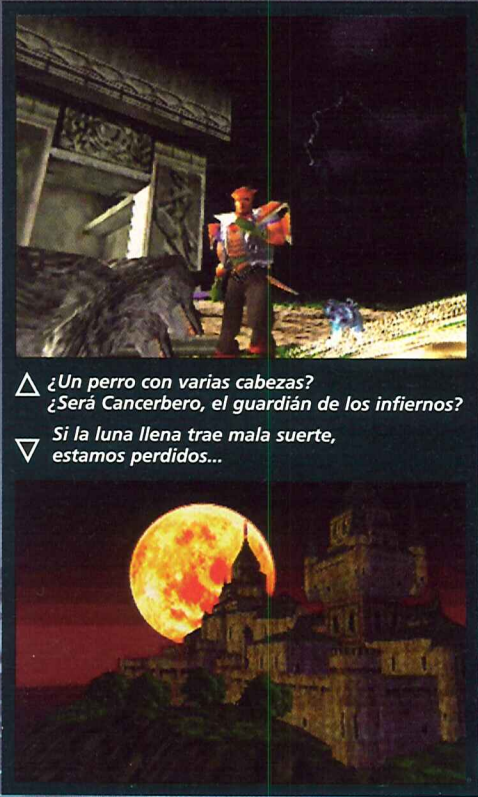 ¿Un perro con varias cabezas?
¿Será Cancerbero, el guardián de los infiernos?
Si la luna llena trae mala suerte,
estamos perdidos...